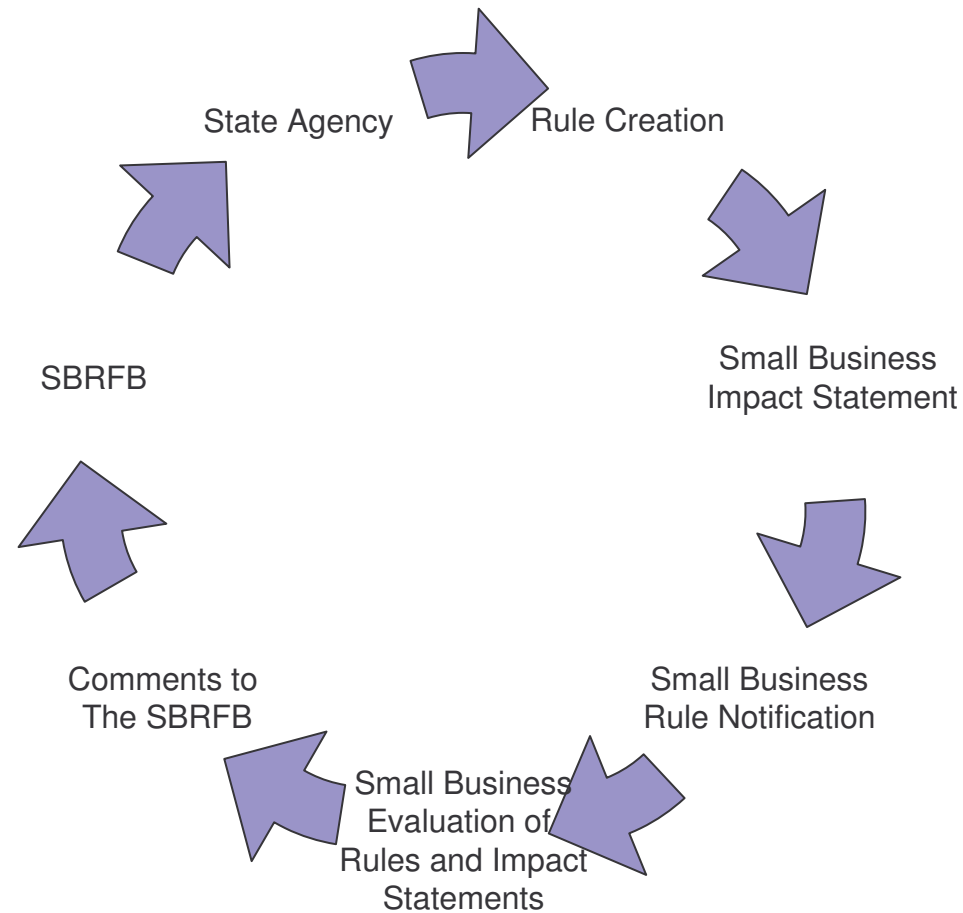 State Agency
Rule Creation
Small Business
Impact Statement
Small Business
Rule Notification
Small Business
Evaluation of
Rules and Impact
Statements
Comments to
The SBRFB
SBRFB